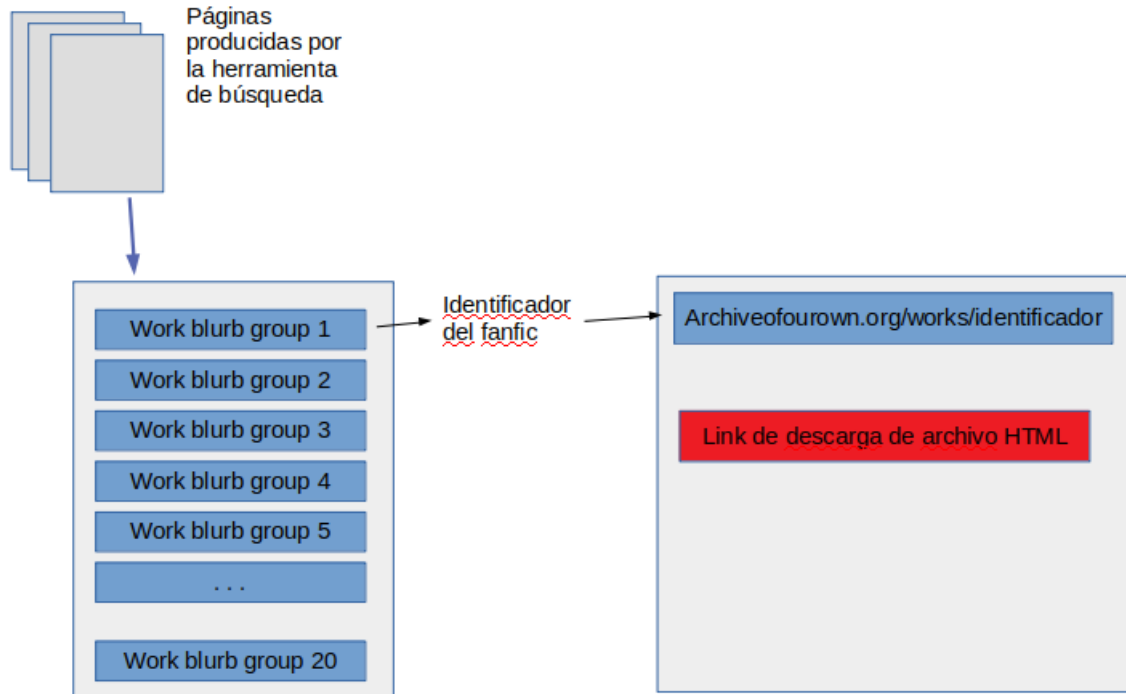 Páginas
producidas por
la herramienta
de búsqueda
Work blurb group 1
Work blurb group 2
Work blurb group 3
Work blurb group 4
Work blurb group 5
. . .
Work blurb group 20
Identificador
del fanfic
Archiveofourown.org/works/identificador
Link de descarga de archivo HTML